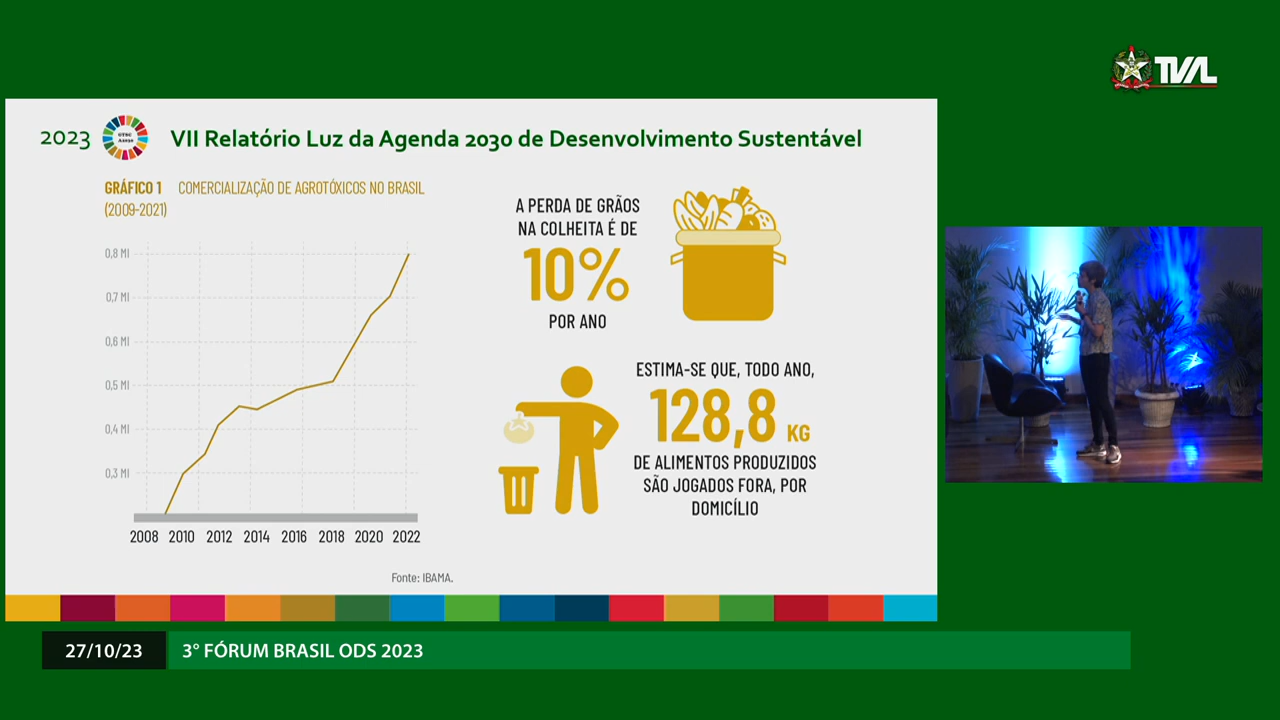 TVAL
2023
GTSC
A2030
VII Relatório Luz da Agenda 2030 de Desenvolvimento Sustentável
GRÁFICO 1 COMERCIALIZAÇÃO DE AGROTÓXICOS NO BRASIL
(2009-2021)
0,8 MI
0,7 MI
0,6 MI
0,5 MI
0,4 MI
0,3 MI
2008 2010 2012 2014 2016 2018 2020 2022
Fonte: IBAMA.
A PERDA DE GRÃOS
NA COLHEITA É DE
10%
POR ANO
ESTIMA-SE QUE, TODO ANO,
128,8 KG
DE ALIMENTOS PRODUZIDOS
SÃO JOGADOS FORA, POR
DOMICÍLIO
27/10/23
3° FÓRUM BRASIL ODS 2023